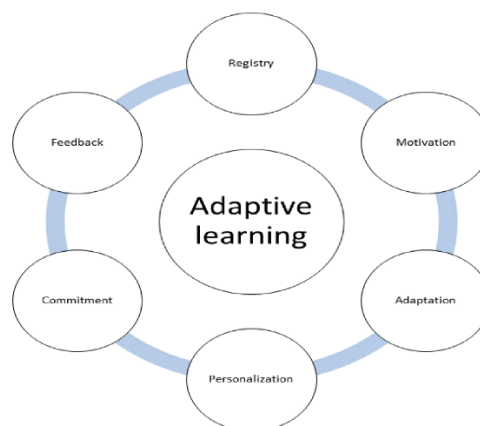 Registry
Feedback
Motivation
Adaptive
learning
Commitment
Adaptation
Personalization